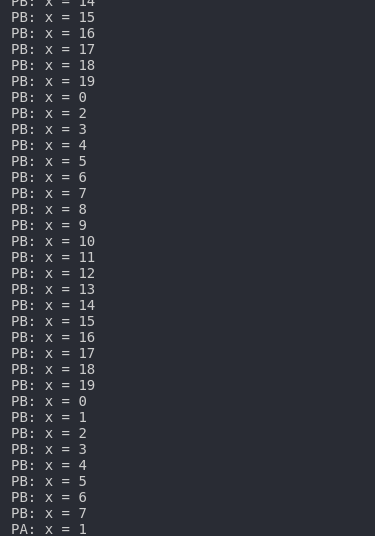 PB: x = 14
PB: x = 15
PB: x = 16
PB: x = 17
PB: x = 18
PB: x = 19
PB: x = 0
PB: x = 2
PB: x = 3
PB: x = 4
PB: x = 5
PB: x = 6
PB: x = 7
PB: x = 8
PB: x = 9
PB: x = 10
PB: x = 11
PB: x = 12
PB: x = 13
PB: x = 14
PB: x = 15
PB: x = 16
PB: x = 17
PB: x = 18
PB: x = 19
PB: x = 0
PB: x = 1
PB: x = 2
PB: x = 3
PB: x = 4
PB: x = 5
PB: x = 6
PB: x = 7
PA: x = 1